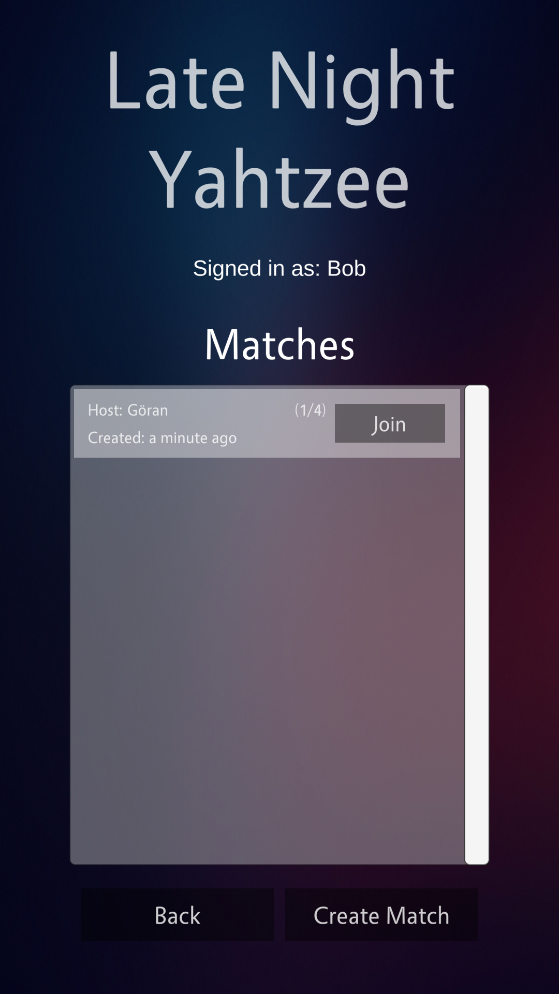 Late Night
Yahtzee
Signed in as: Bob
Matches
Host: Göran (1/4)
Join
Created: a minute ago
Back
Create Match